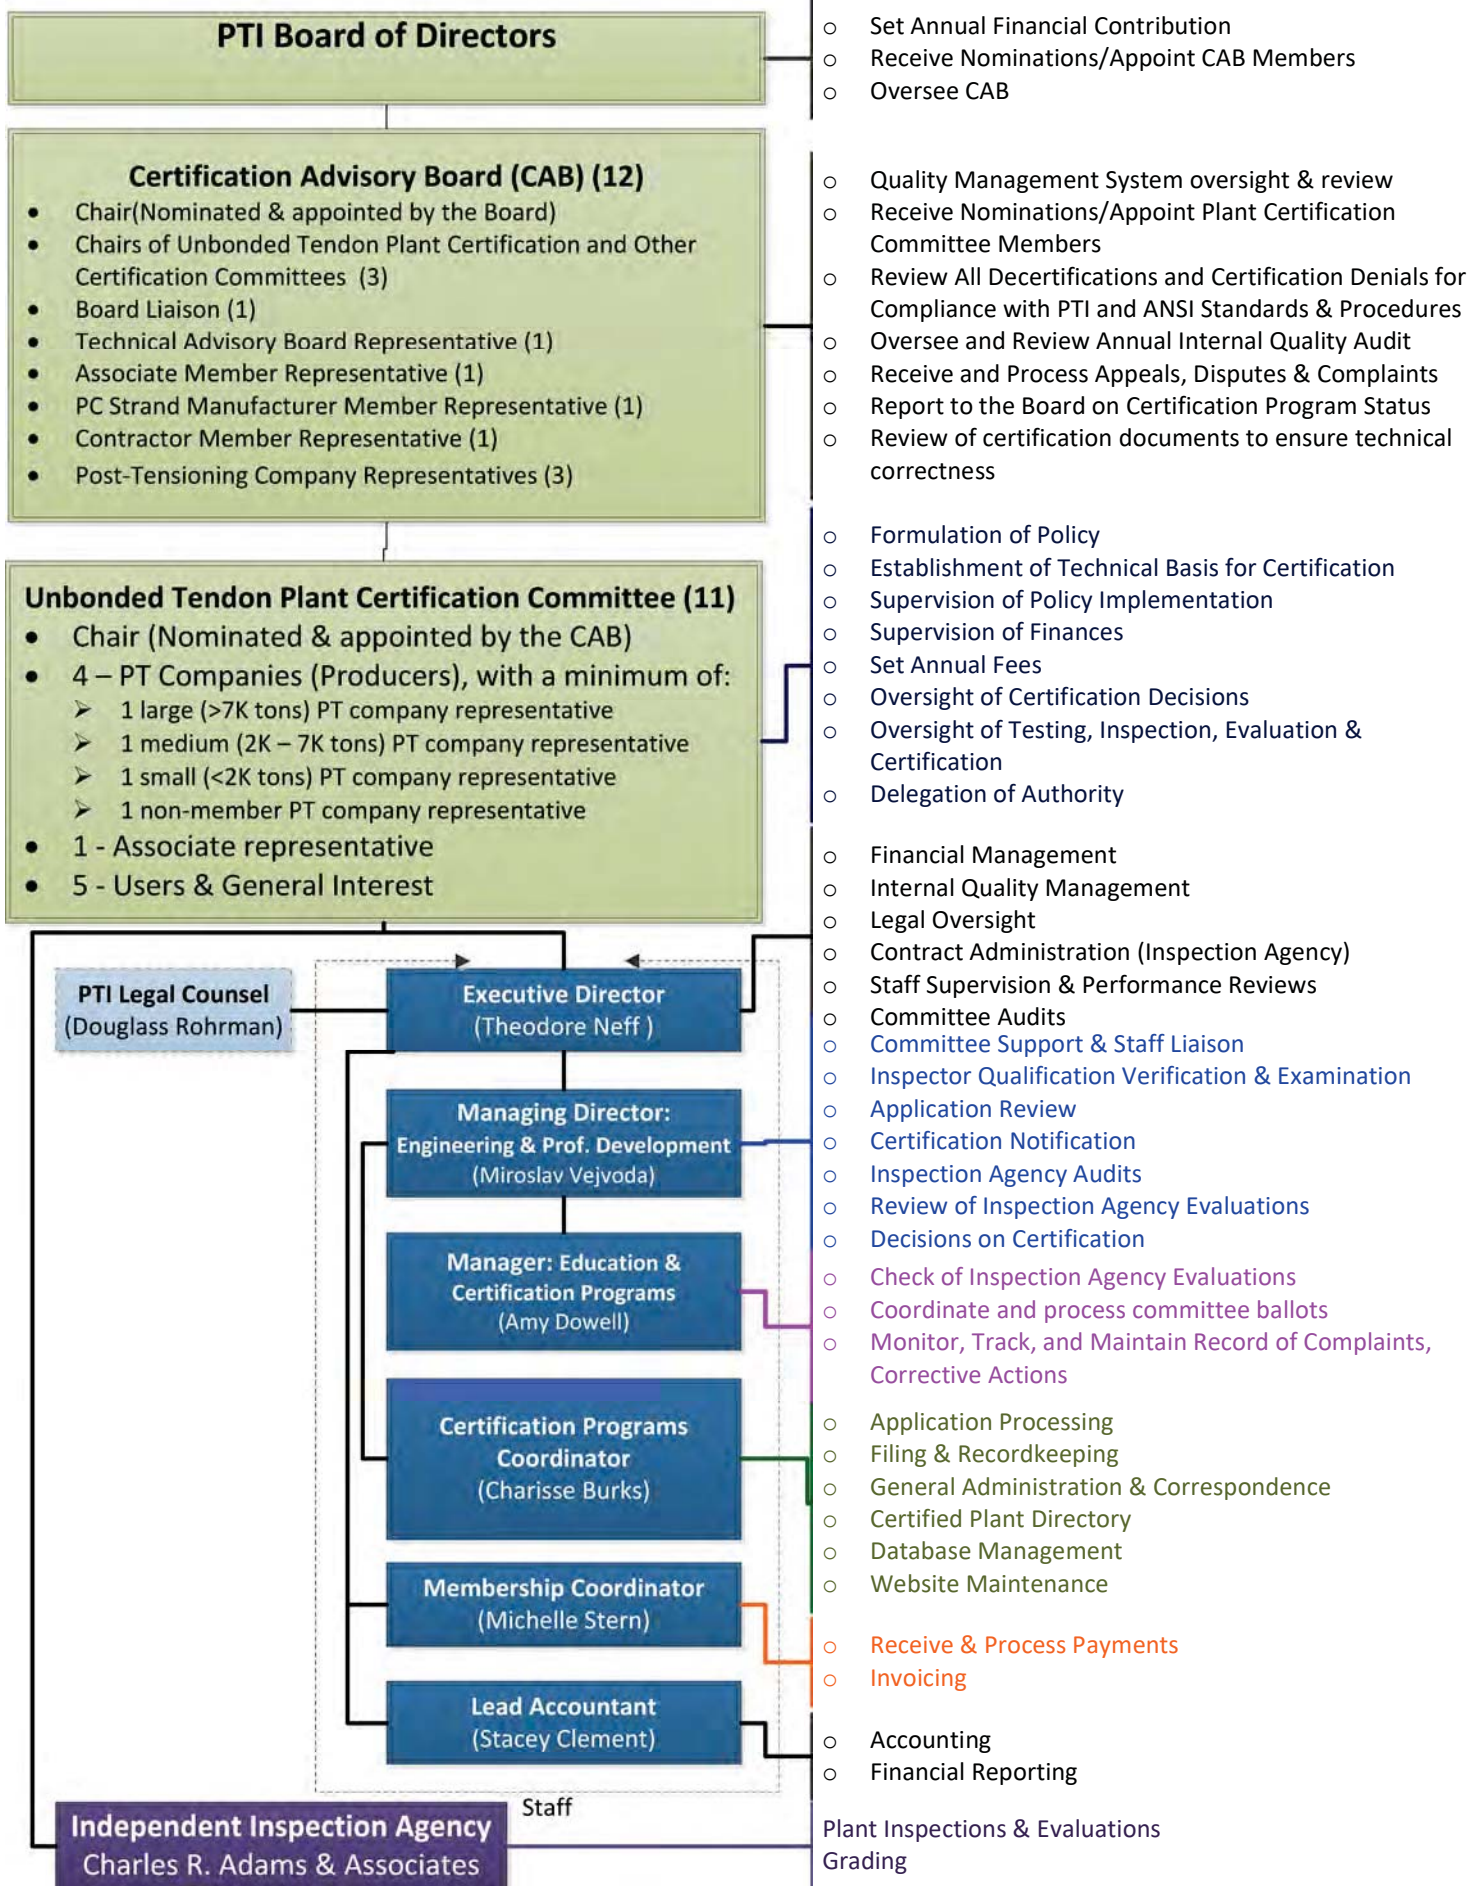 PTI Board of Directors
○ Set Annual Financial Contribution
○ Receive Nominations/Appoint CAB Members
○ Oversee CAB
Certification Advisory Board (CAB) (12)
• Chair(Nominated & appointed by the Board)
• Chairs of Unbonded Tendon Plant Certification and Other
Certification Committees (3)
• Board Liaison (1)
• Technical Advisory Board Representative (1)
• Associate Member Representative (1)
• PC Strand Manufacturer Member Representative (1)
• Contractor Member Representative (1)
• Post-Tensioning Company Representatives (3)
○ Quality Management System oversight & review
○ Receive Nominations/Appoint Plant Certification
Committee Members
○ Review All Decertifications and Certification Denials for
Compliance with PTI and ANSI Standards & Procedures
○ Oversee and Review Annual Internal Quality Audit
○ Receive and Process Appeals, Disputes & Complaints
○ Report to the Board on Certification Program Status
○ Review of certification documents to ensure technical
correctness
Unbonded Tendon Plant Certification Committee (11)
• Chair (Nominated & appointed by the CAB)
• 4 – PT Companies (Producers), with a minimum of:
➢ 1 large (>7K tons) PT company representative
➢ 1 medium (2K – 7K tons) PT company representative
➢ 1 small (<2K tons) PT company representative
➢ 1 non-member PT company representative
• 1 - Associate representative
• 5 - Users & General Interest
○ Formulation of Policy
○ Establishment of Technical Basis for Certification
○ Supervision of Policy Implementation
○ Supervision of Finances
○ Set Annual Fees
○ Oversight of Certification Decisions
○ Oversight of Testing, Inspection, Evaluation &
Certification
○ Delegation of Authority
PTI Legal Counsel
(Douglass Rohrman)
Executive Director
(Theodore Neff )
○ Financial Management
○ Internal Quality Management
○ Legal Oversight
○ Contract Administration (Inspection Agency)
○ Staff Supervision & Performance Reviews
○ Committee Audits
Managing Director:
Engineering & Prof. Development
(Miroslav Vejvoda)
○ Committee Support & Staff Liaison
○ Inspector Qualification Verification & Examination
○ Application Review
○ Certification Notification
○ Inspection Agency Audits
○ Review of Inspection Agency Evaluations
○ Decisions on Certification
Manager: Education &
Certification Programs
(Amy Dowell)
○ Check of Inspection Agency Evaluations
○ Coordinate and process committee ballots
○ Monitor, Track, and Maintain Record of Complaints,
Corrective Actions
Certification Programs
Coordinator
(Charisse Burks)
○ Application Processing
○ Filing & Recordkeeping
○ General Administration & Correspondence
○ Certified Plant Directory
○ Database Management
○ Website Maintenance
Membership Coordinator
(Michelle Stern)
○ Receive & Process Payments
○ Invoicing
Lead Accountant
(Stacey Clement)
○ Accounting
○ Financial Reporting
Staff
Independent Inspection Agency
Charles R. Adams & Associates
Plant Inspections & Evaluations
Grading